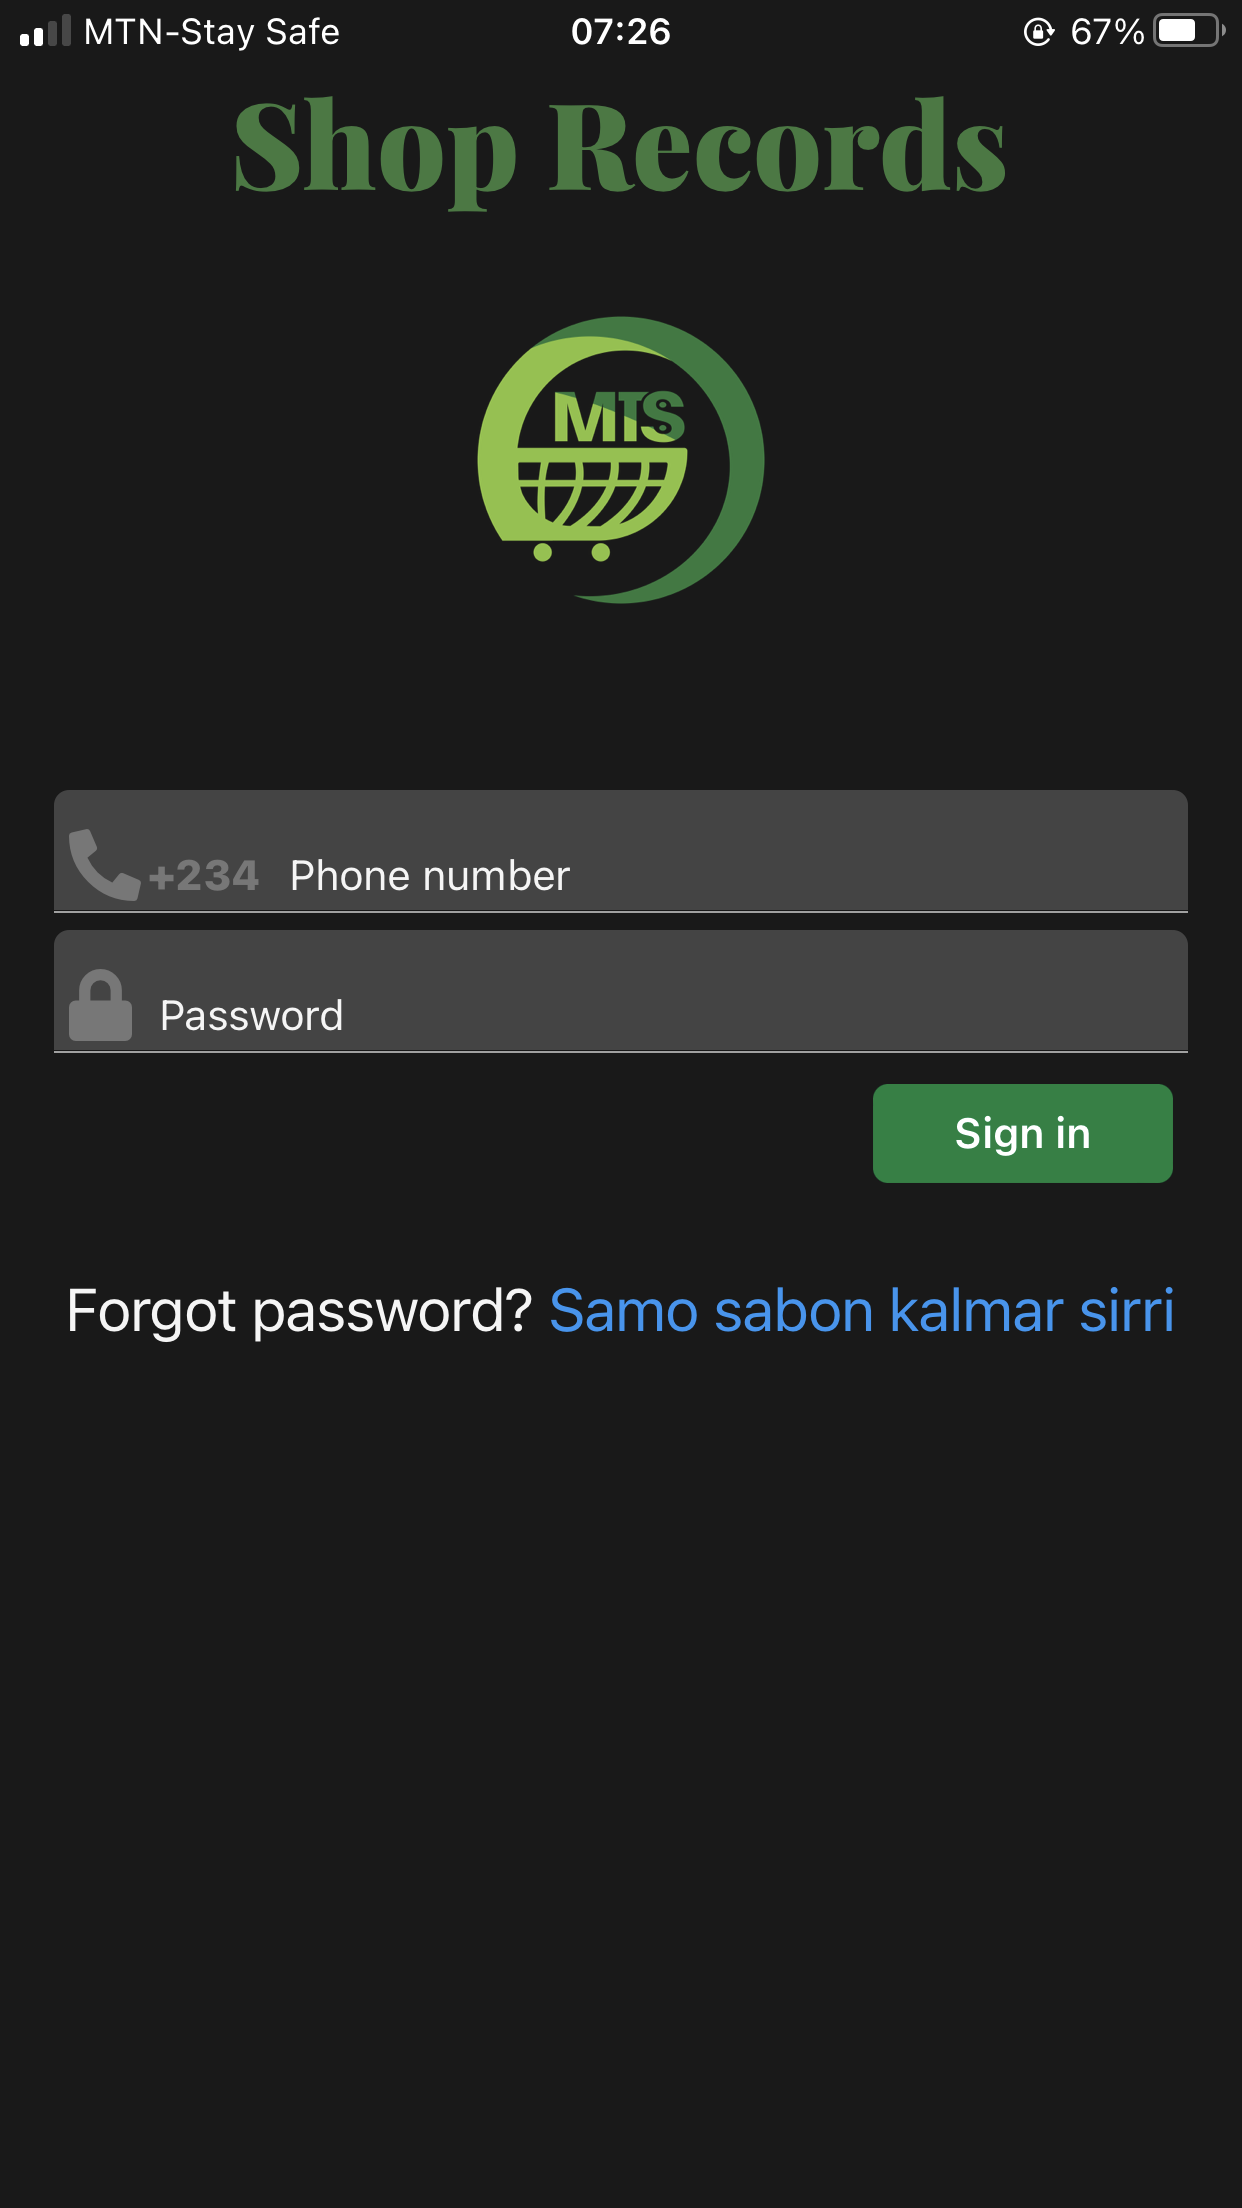 MTN-Stay Safe 07:26 67%
Shop Records
MTS
+234 Phone number
Password
Sign in
Forgot password? Samo sabon kalmar sirri